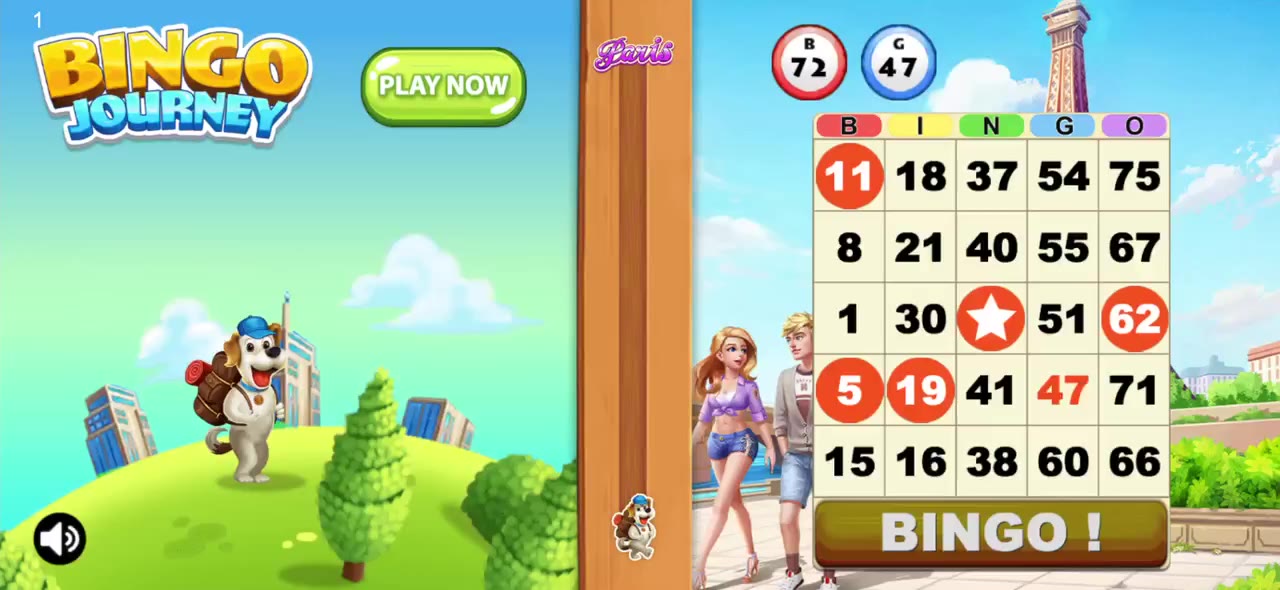 1
BINGO
JOURNEY
PLAY NOW
Paris
B
72
G
47
B I N G O
11 18 37 54 75
8 21 40 55 67
1 30 51 62
5 19 41 47 71
15 16 38 60 66
BINGO !